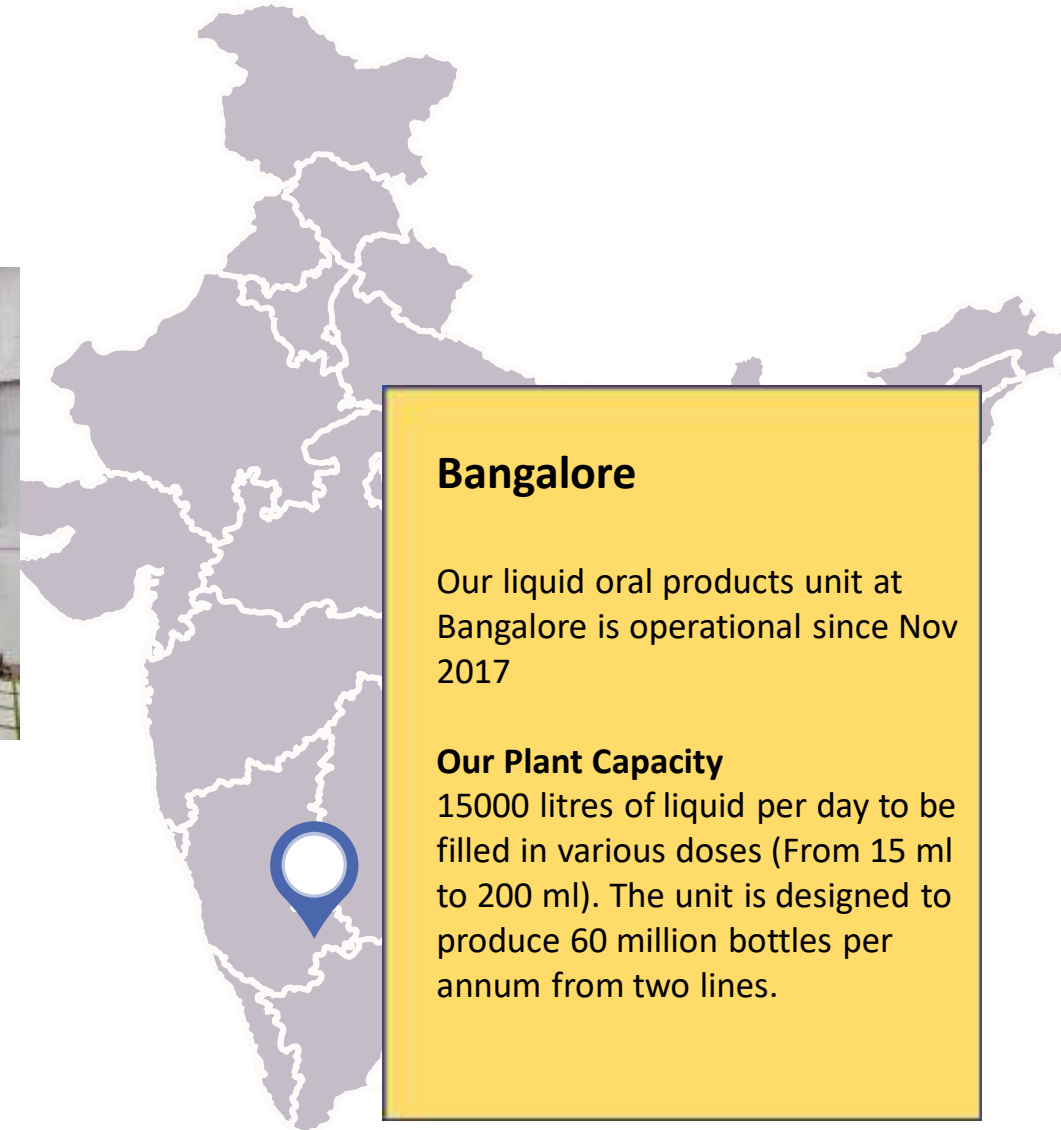 Bangalore
Our liquid oral products unit at
Bangalore is operational since Nov
2017
Our Plant Capacity
15000 litres of liquid per day to be
filled in various doses (From 15 ml
to 200 ml). The unit is designed to
produce 60 million bottles per
annum from two lines.